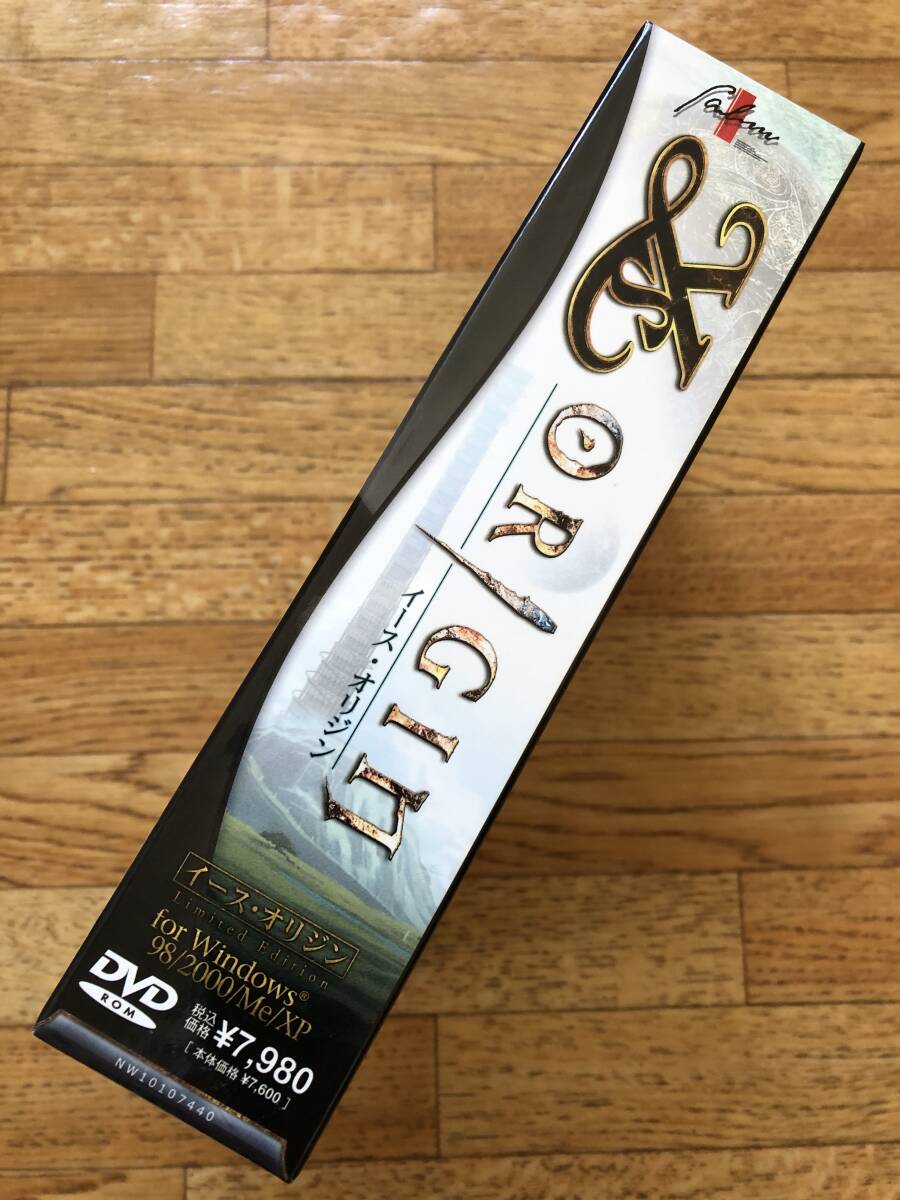 Falcom
Ys
ORIGIN
イース・オリジン
イース・オリジン
Limited Edition
for Windows®
98/2000/Me/XP
DVD
ROM
税込
価格 ¥7,980
[ 本体価格 ¥7,600 ]
NW10107440